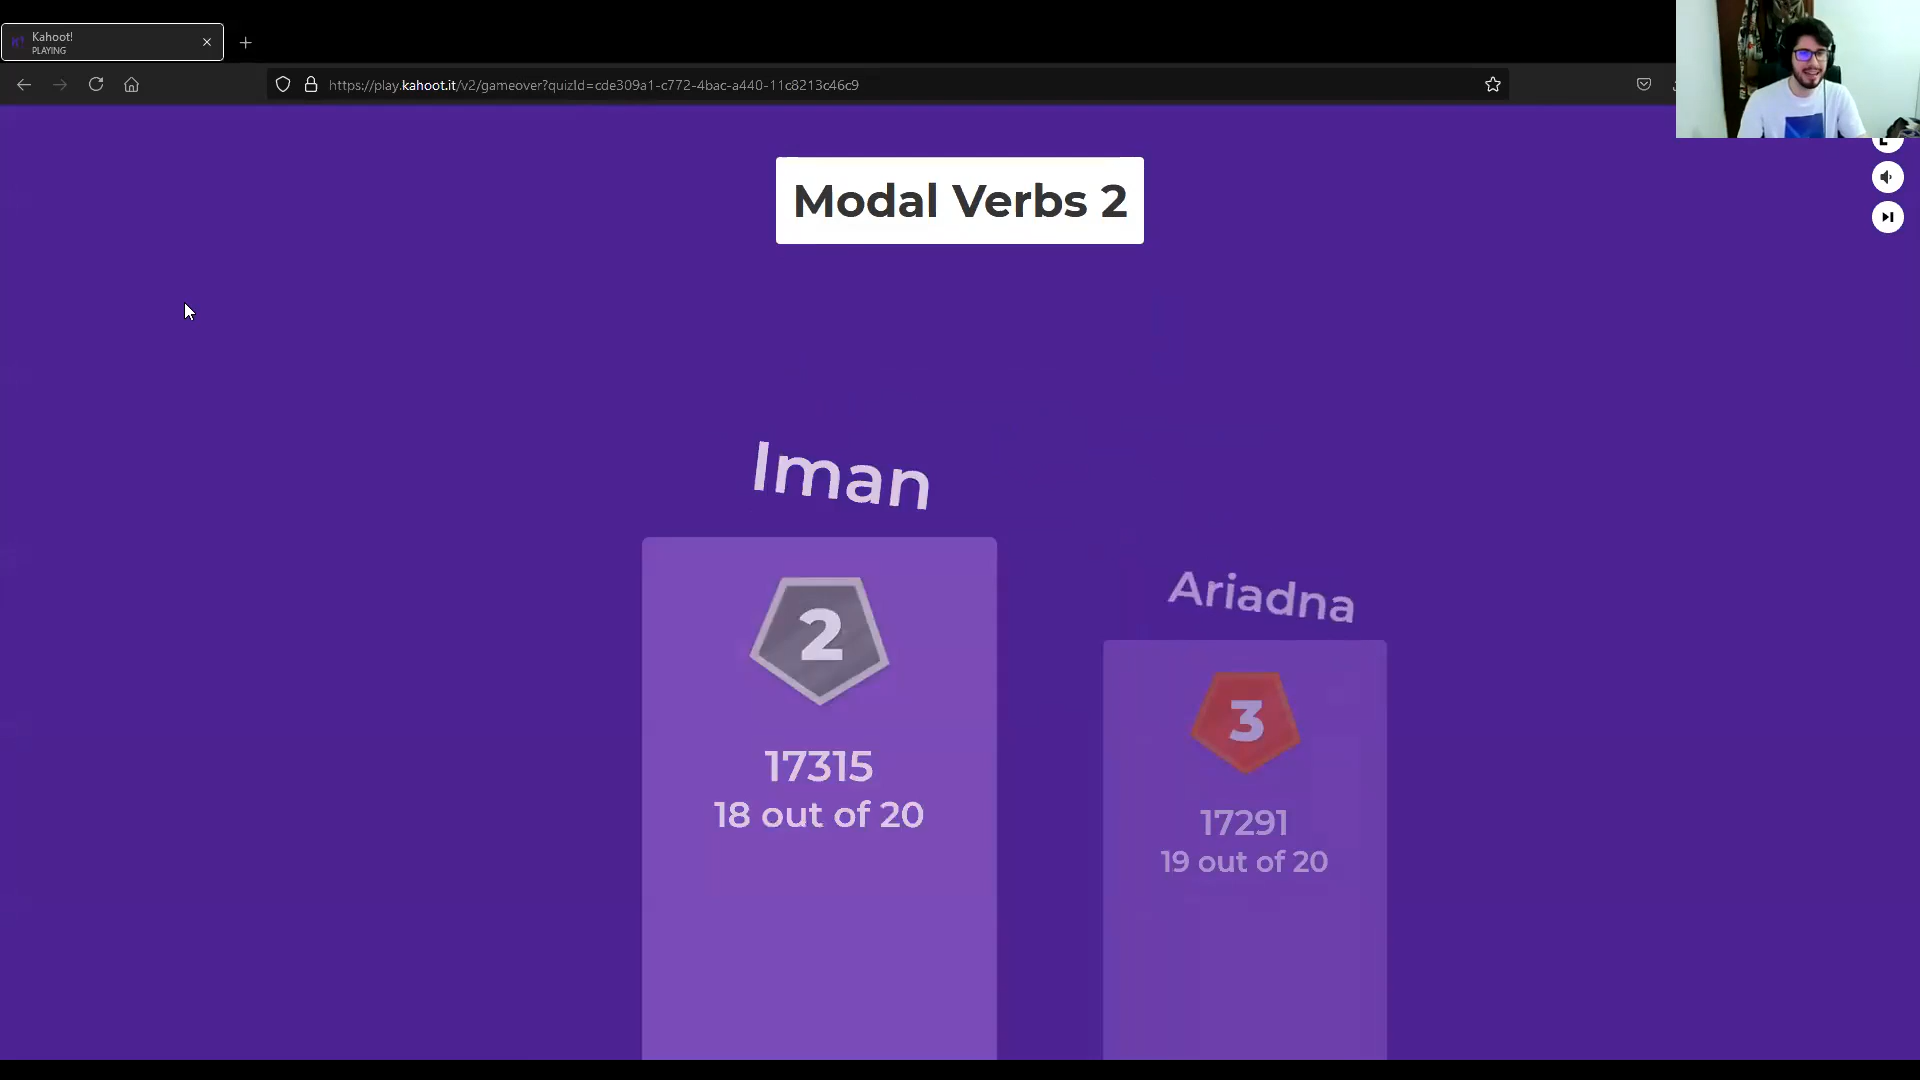 Kahoot!
PLAYING
https://play.kahoot.it/v2/gameover?quizId=cde309a1-c772-4bac-a440-11c8213c46c9
Modal Verbs 2
Iman
2
17315
18 out of 20
Ariadna
3
17291
19 out of 20